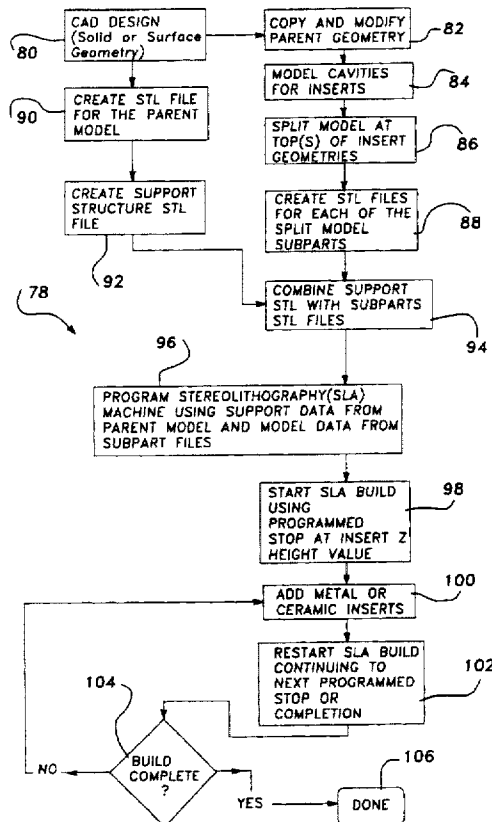 CAD DESIGN
(Solid or Surface
Geometry)
80
COPY AND MODIFY
PARENT GEOMETRY
82
MODEL CAVITIES
FOR INSERTS
84
CREATE STL FILE
FOR THE PARENT
MODEL
90
SPLIT MODEL AT
TOP(S) OF INSERT
GEOMETRIES
86
CREATE SUPPORT
STRUCTURE STL
FILE
92
CREATE STL FILES
FOR EACH OF THE
SPLIT MODEL
SUBPARTS
88
78
COMBINE SUPPORT
STL WITH SUBPARTS
STL FILES
94
96
PROGRAM STEREOLITHOGRAPHY(SLA)
MACHINE USING SUPPORT DATA FROM
PARENT MODEL AND MODEL DATA FROM
SUBPART FILES
START SLA BUILD
USING
PROGRAMMED
STOP AT INSERT Z
HEIGHT VALUE
98
ADD METAL OR
CERAMIC INSERTS
100
RESTART SLA BUILD
CONTINUING TO
NEXT PROGRAMMED
STOP OR
COMPLETION
102
104
BUILD
COMPLETE
?
NO
YES
106
DONE